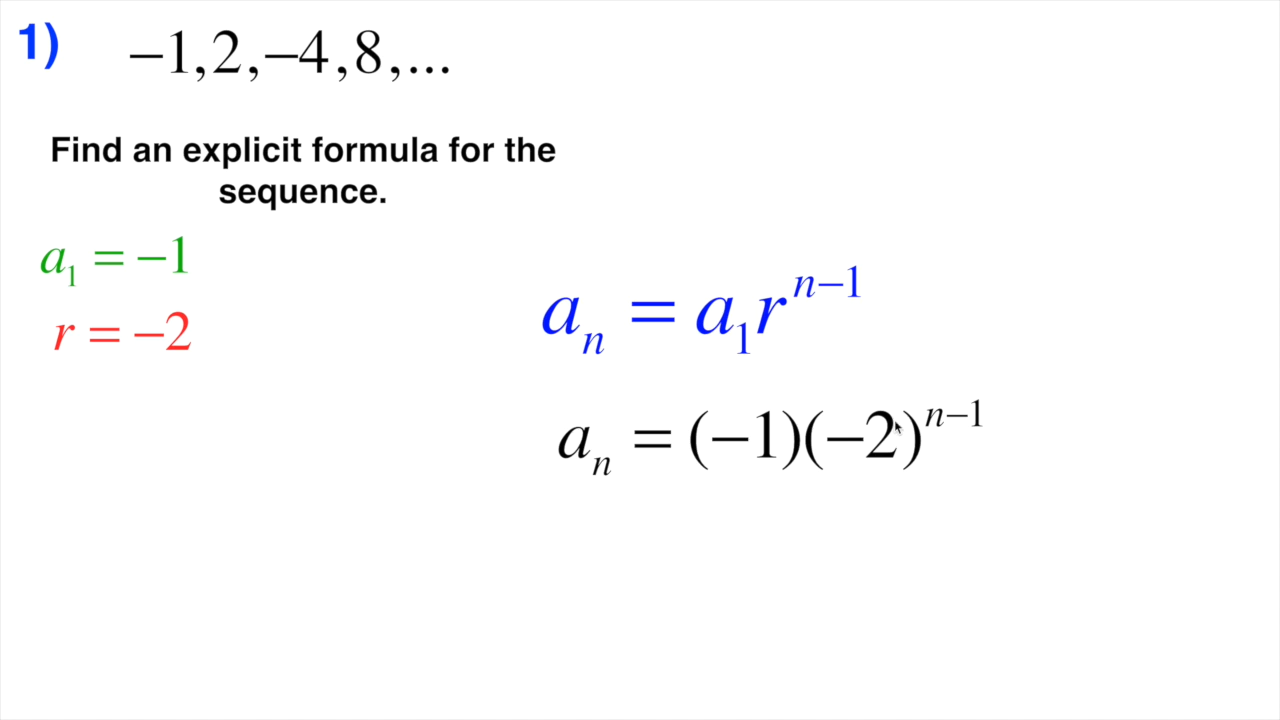 1) −1,2,−4,8,...
Find an explicit formula for the
sequence.
a₁ = −1
r = −2
aₙ = a₁rⁿ⁻¹
aₙ = (−1)(−2)ⁿ⁻¹